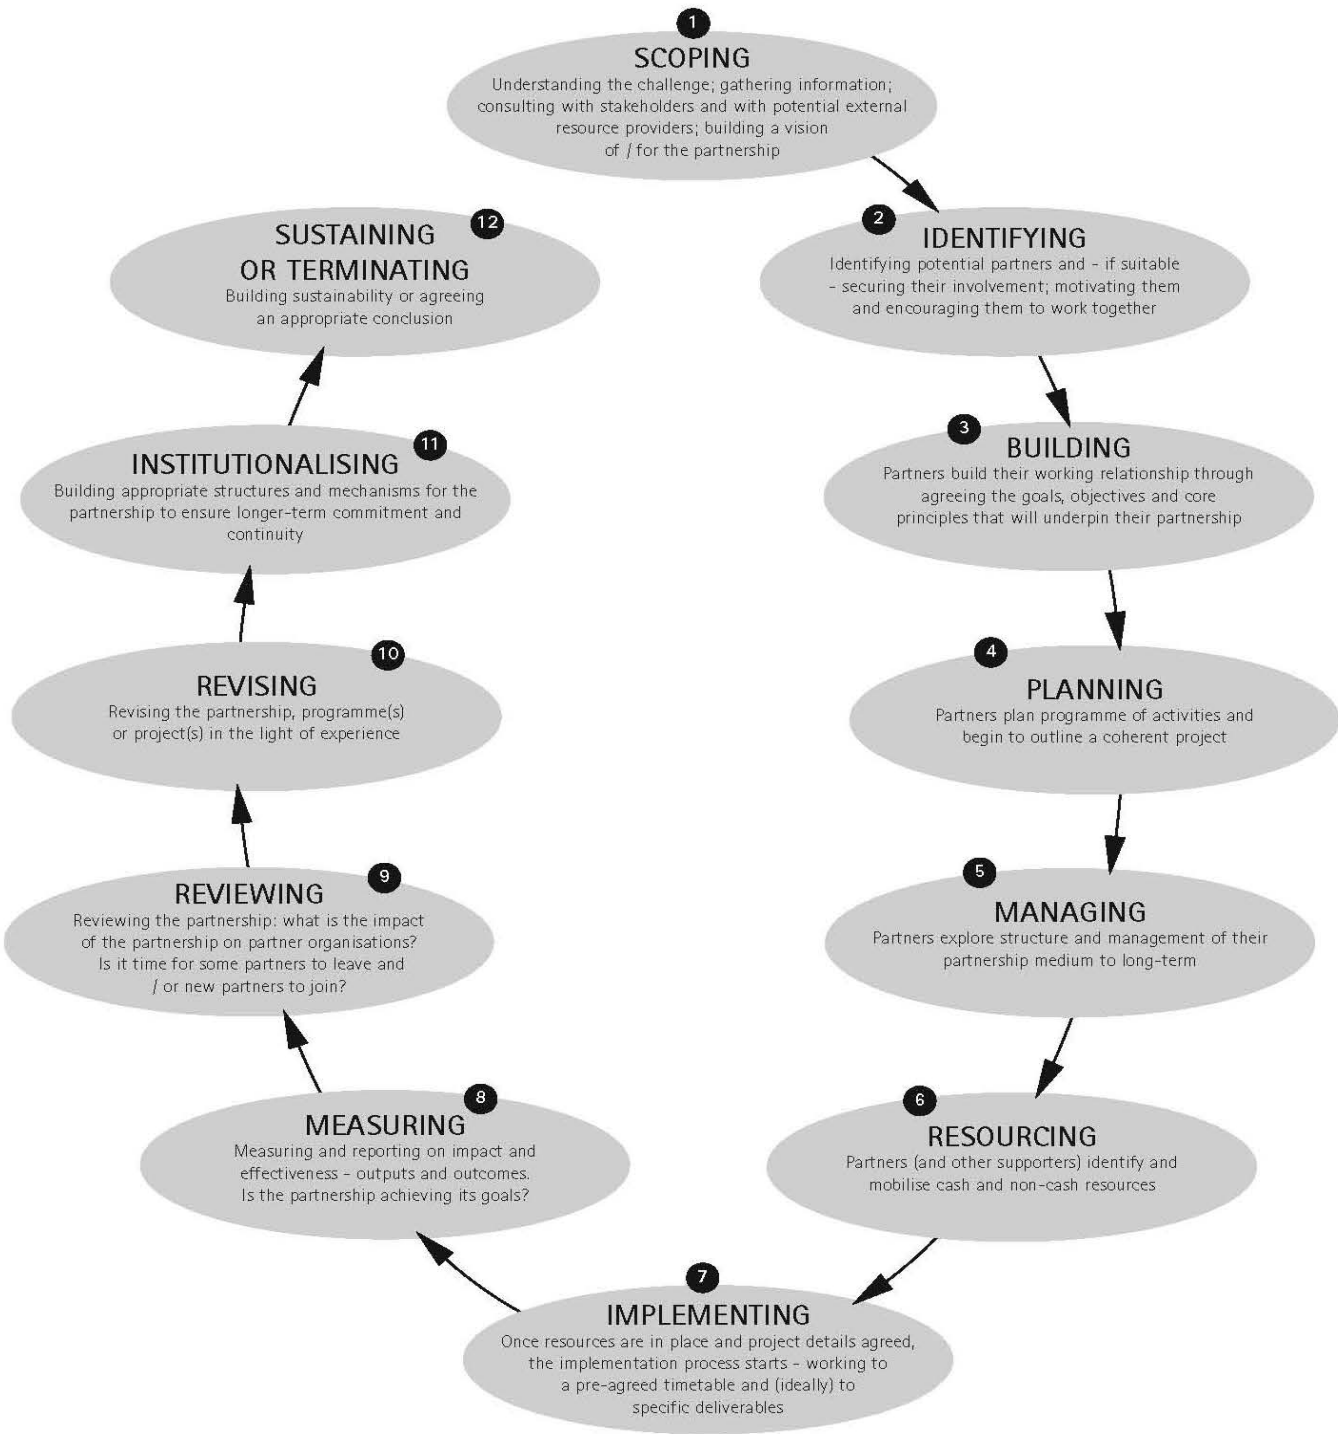 1
SCOPING
Understanding the challenge; gathering information;
consulting with stakeholders and with potential external
resource providers; building a vision
of / for the partnership
2
IDENTIFYING
Identifying potential partners and - if suitable
- securing their involvement; motivating them
and encouraging them to work together
3
BUILDING
Partners build their working relationship through
agreeing the goals, objectives and core
principles that will underpin their partnership
4
PLANNING
Partners plan programme of activities and
begin to outline a coherent project
5
MANAGING
Partners explore structure and management of their
partnership medium to long-term
6
RESOURCING
Partners (and other supporters) identify and
mobilise cash and non-cash resources
7
IMPLEMENTING
Once resources are in place and project details agreed,
the implementation process starts - working to
a pre-agreed timetable and (ideally) to
specific deliverables
8
MEASURING
Measuring and reporting on impact and
effectiveness - outputs and outcomes.
Is the partnership achieving its goals?
9
REVIEWING
Reviewing the partnership: what is the impact
of the partnership on partner organisations?
Is it time for some partners to leave and
/ or new partners to join?
10
REVISING
Revising the partnership, programme(s)
or project(s) in the light of experience
11
INSTITUTIONALISING
Building appropriate structures and mechanisms for the
partnership to ensure longer-term commitment and
continuity
12
SUSTAINING
OR TERMINATING
Building sustainability or agreeing
an appropriate conclusion